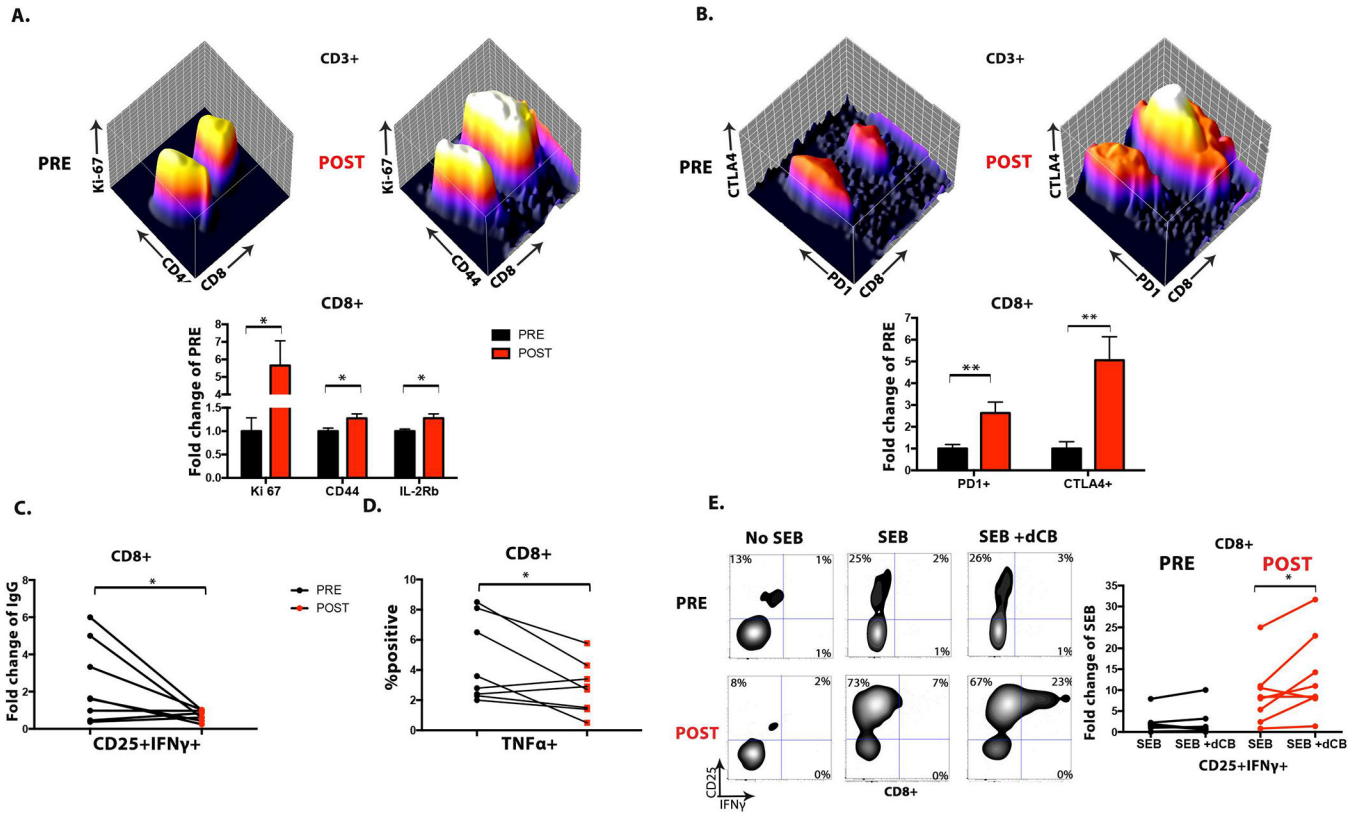 A.
CD3+
Ki-67
PRE
CD4
CD8
Ki-67
POST
CD44
CD8
CD8+
Fold change of PRE
8
7
6
5
4
1.5
1.0
0.5
0.0
*
*
*
Ki 67
CD44
IL-2Rb
PRE
POST
B.
CD3+
CTLA4
PRE
PD1
CD8
CTLA4
POST
PD1
CD8
CD8+
Fold change of PRE
7
6
5
4
3
2
1
0
**
**
PD1+
CTLA4+
C.
CD8+
Fold change of IgG
8
6
4
2
0
*
CD25+IFNγ+
PRE
POST
D.
CD8+
%positive
10
8
6
4
2
0
*
TNFα+
E.
No SEB
SEB
SEB +dCB
PRE
13%
1%
1%
25%
2%
1%
26%
3%
1%
POST
8%
2%
0%
73%
7%
0%
67%
23%
0%
CD25
IFNγ
CD8+
CD8+
PRE
POST
Fold change of SEB
35
30
25
20
15
10
5
0
*
SEB
SEB +dCB
SEB
SEB +dCB
CD25+IFNγ+